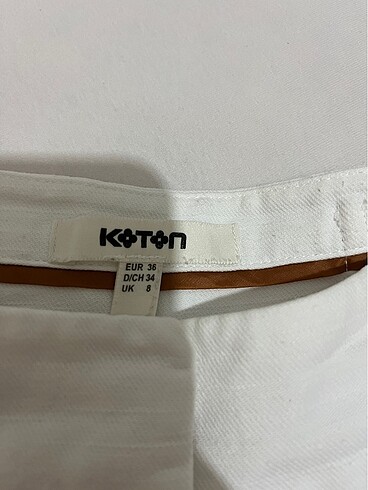 KOTON
EUR 36
D/CH 34
UK 8